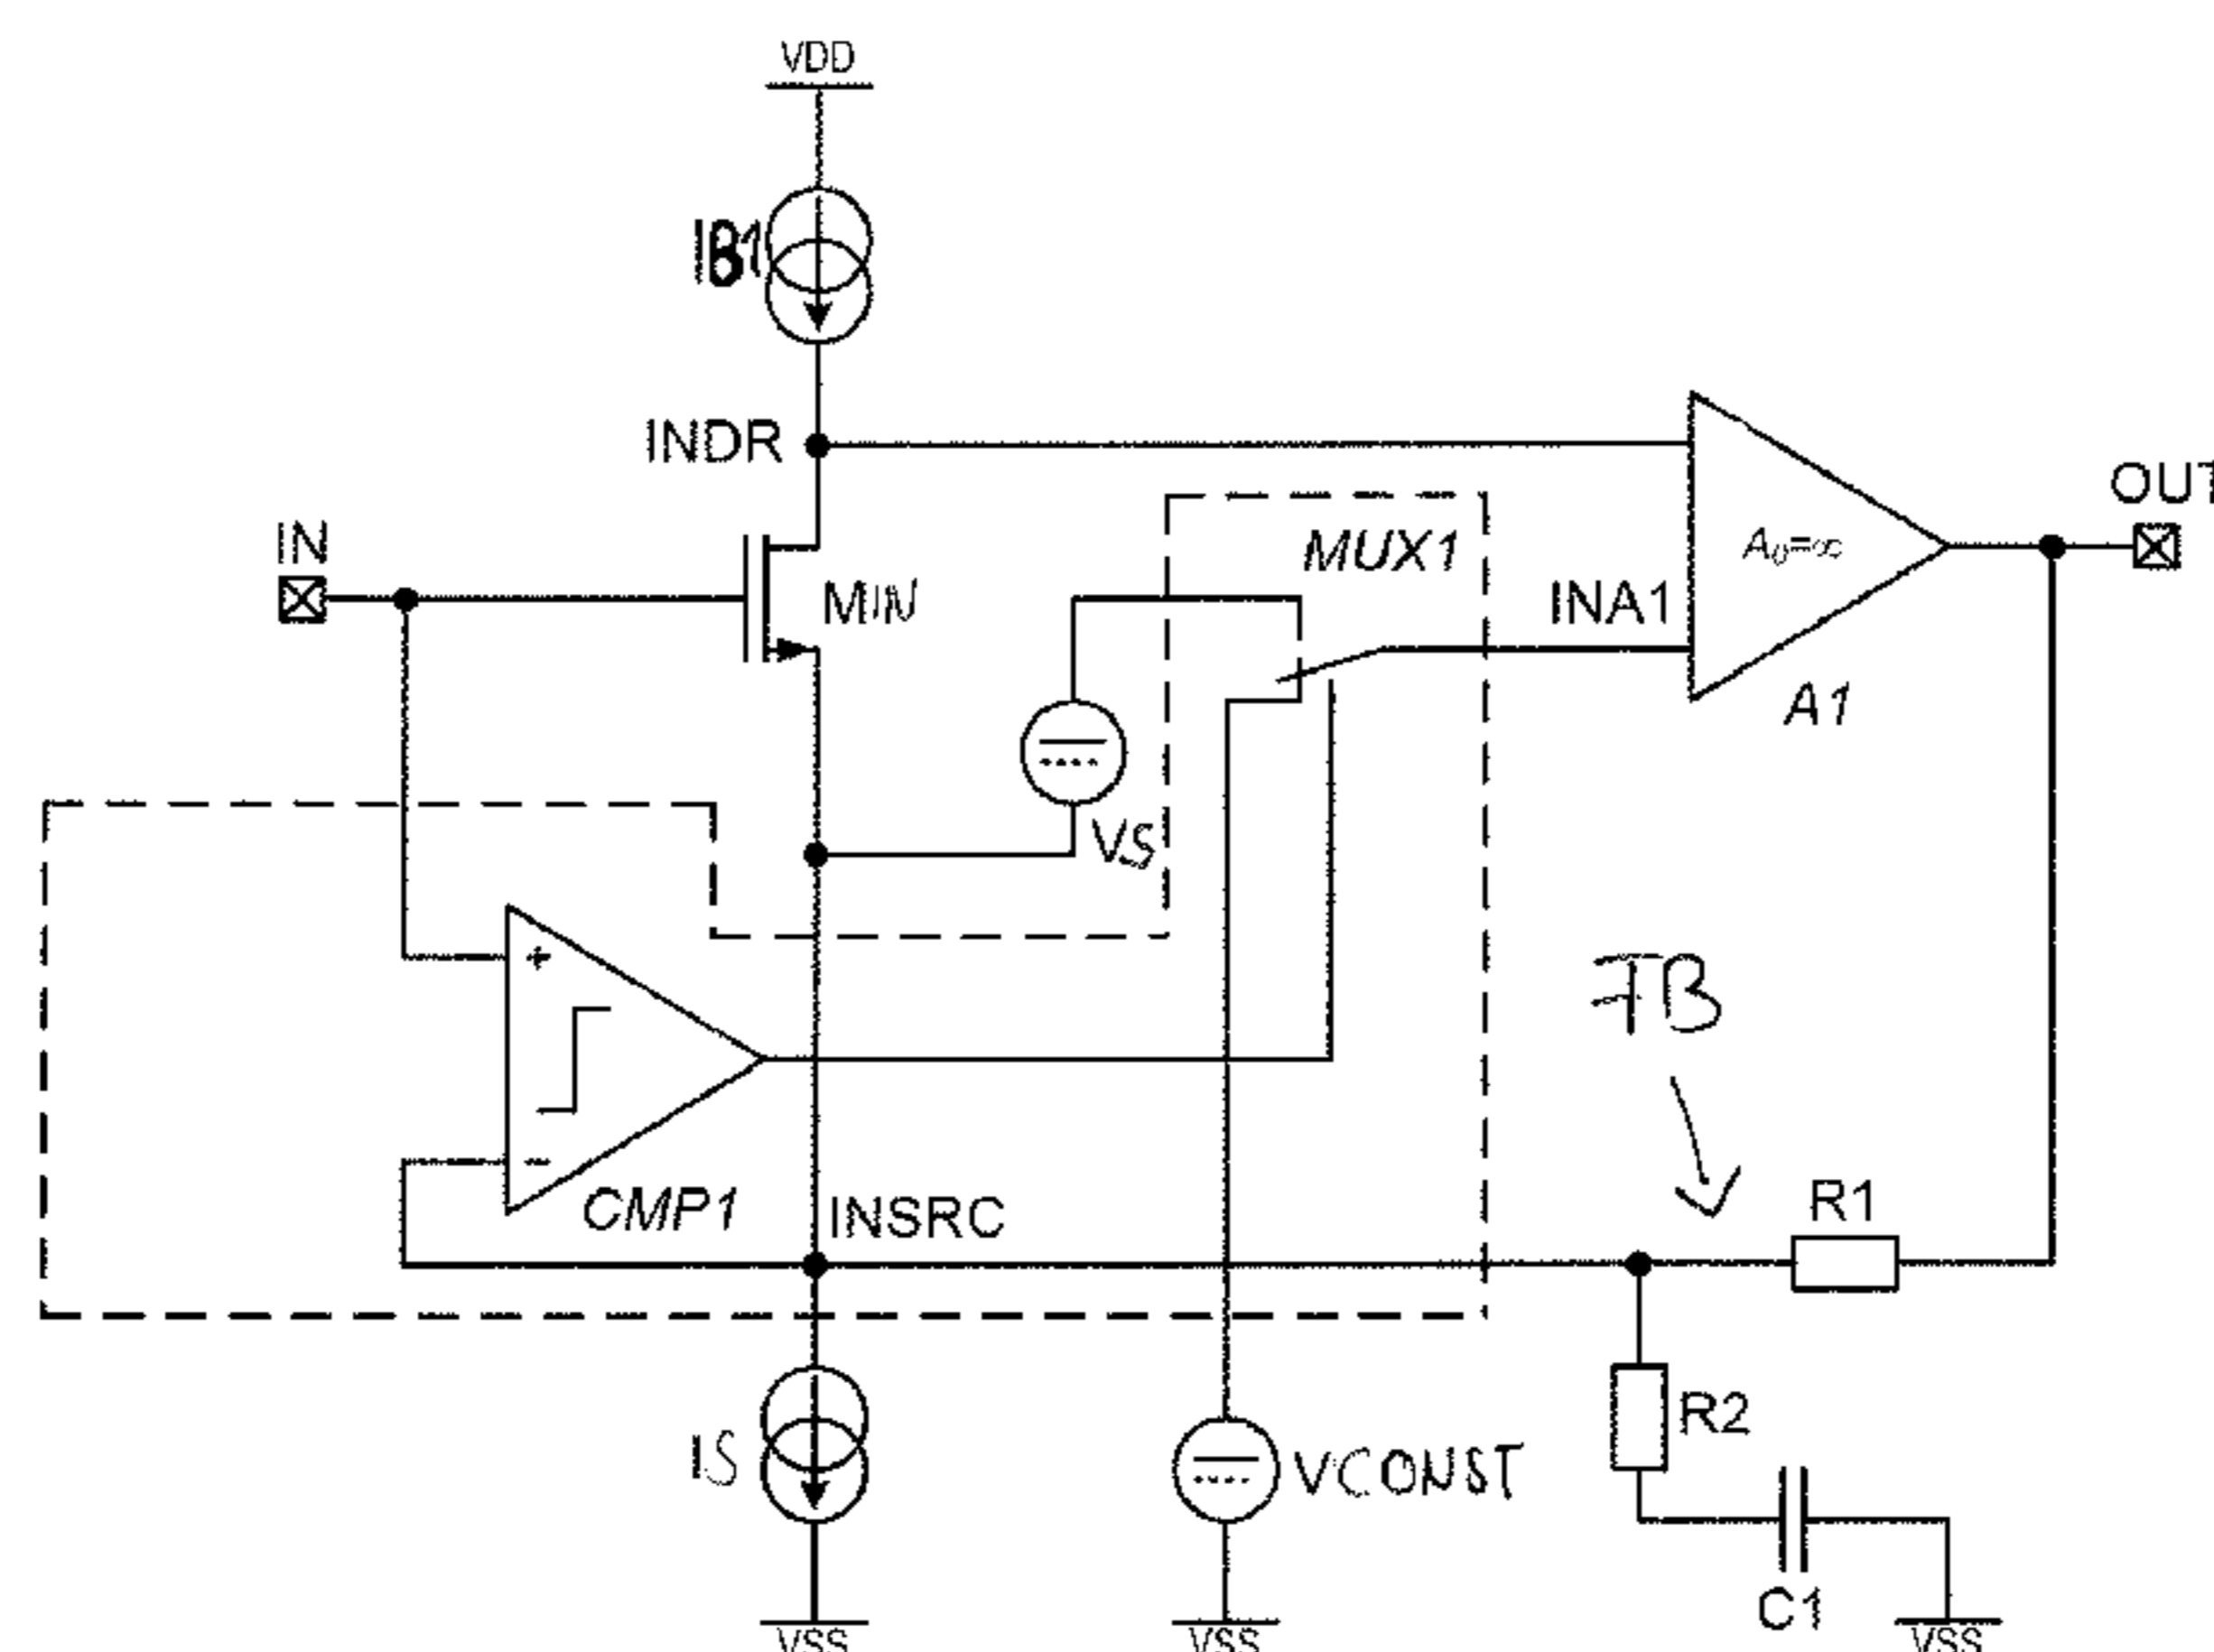 VDD
IB1
INDR
OUT
IN
MUX1
A0=∞
MIN
INA1
A1
VS
+
FB
-
CMP1
INSRC
R1
R2
IS
VCONST
C1
VSS
VSS
VSS